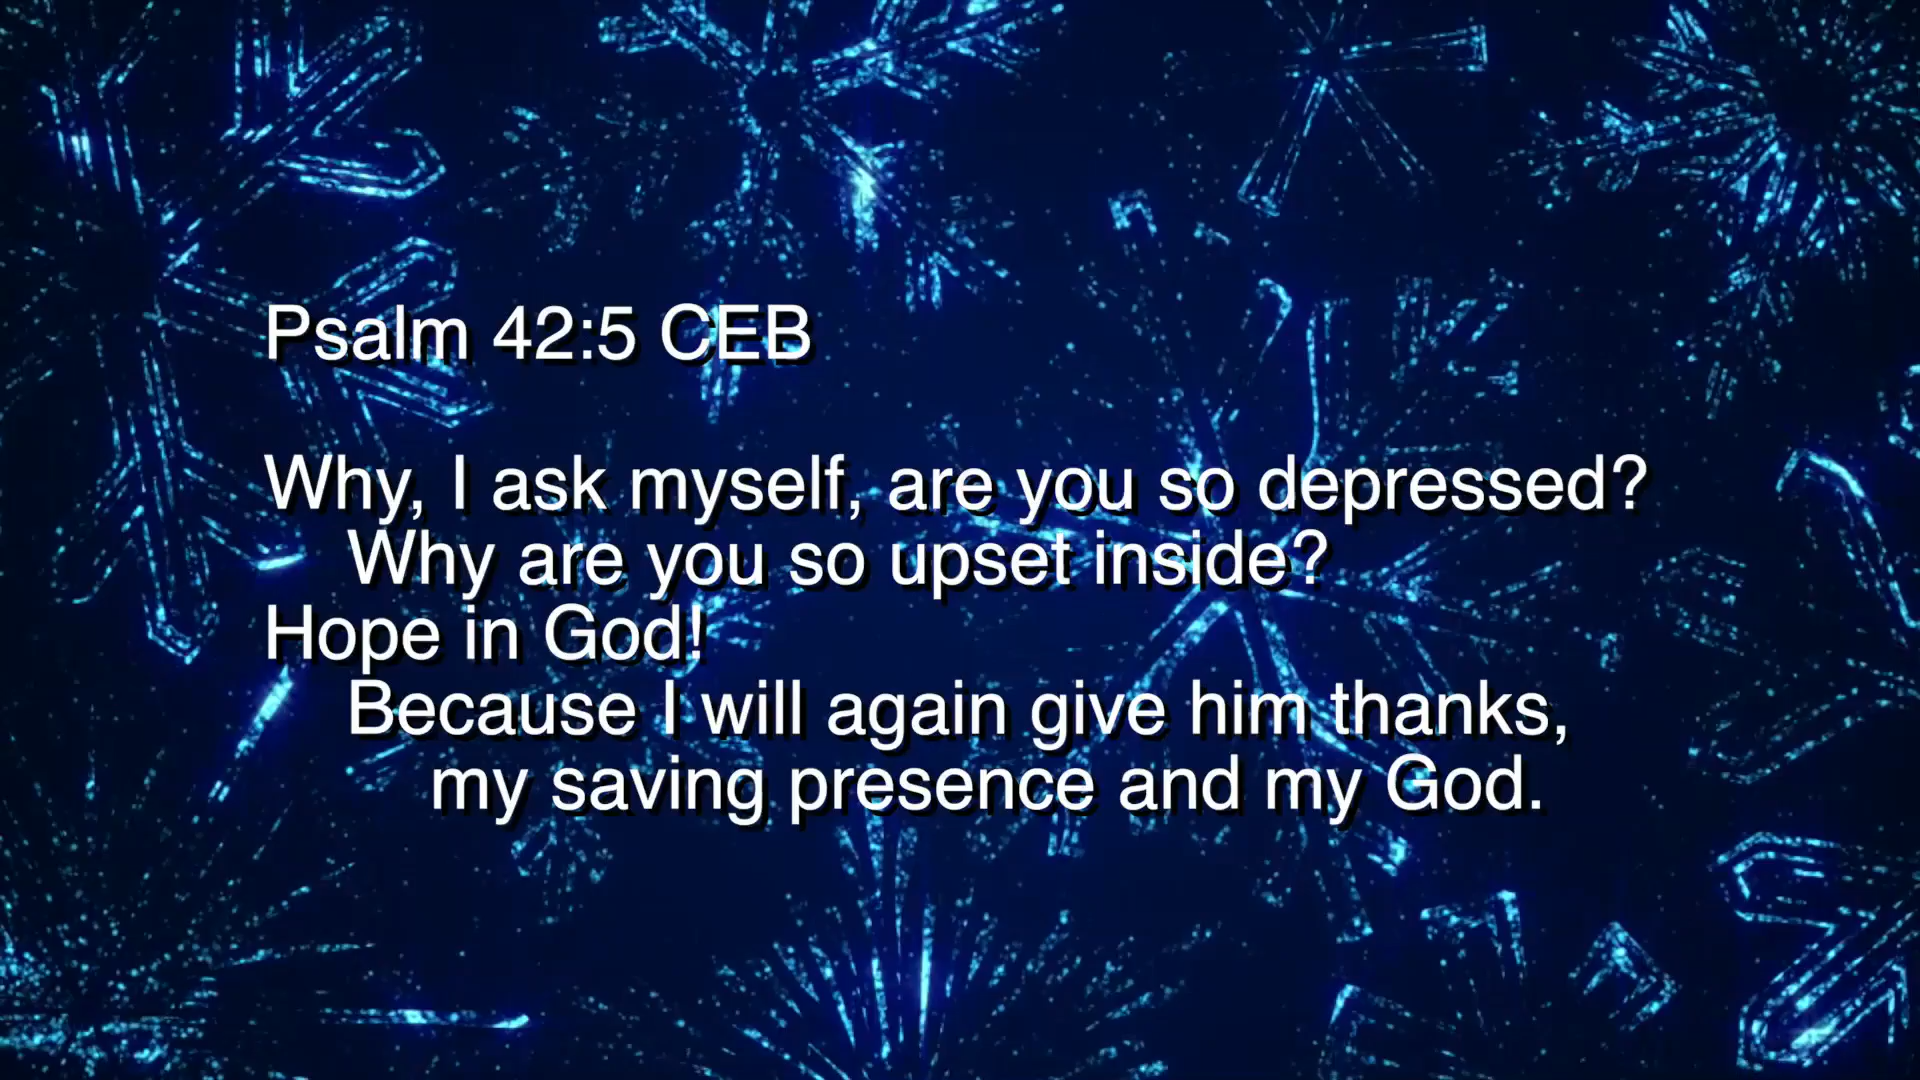 Psalm 42:5 CEB
Why, I ask myself, are you so depressed?
Why are you so upset inside?
Hope in God!
Because I will again give him thanks,
my saving presence and my God.